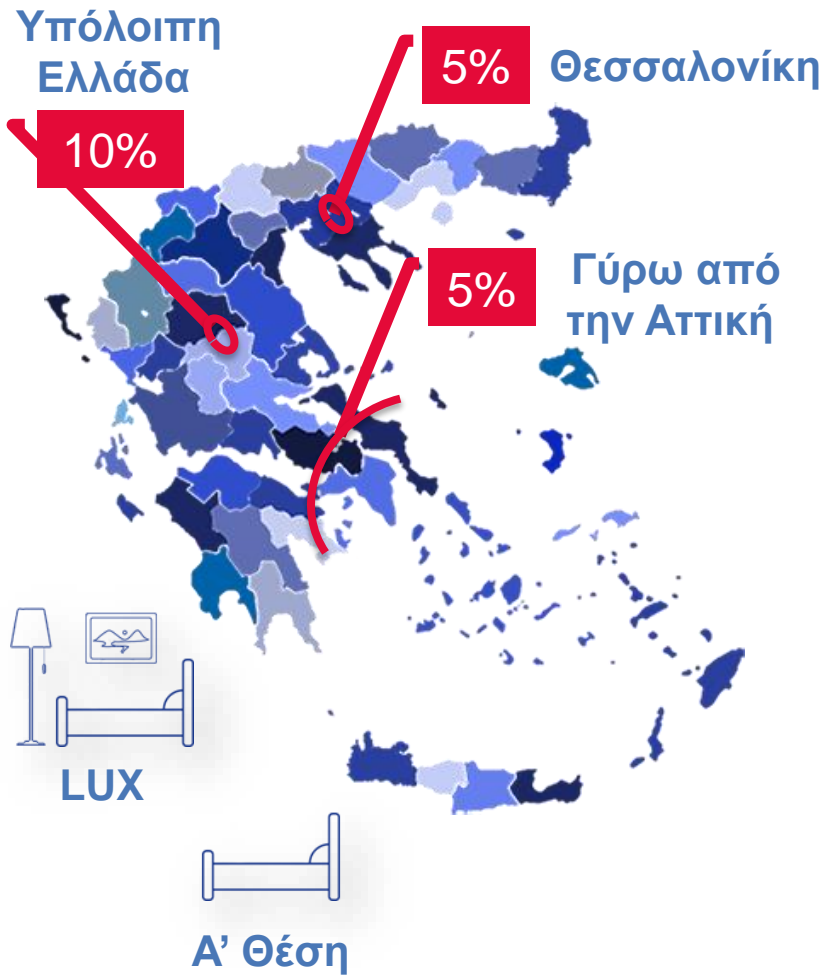 Υπόλοιπη
Ελλάδα
10%
5%
Θεσσαλονίκη
5%
Γύρω από
την Αττική
LUX
Α’ Θέση